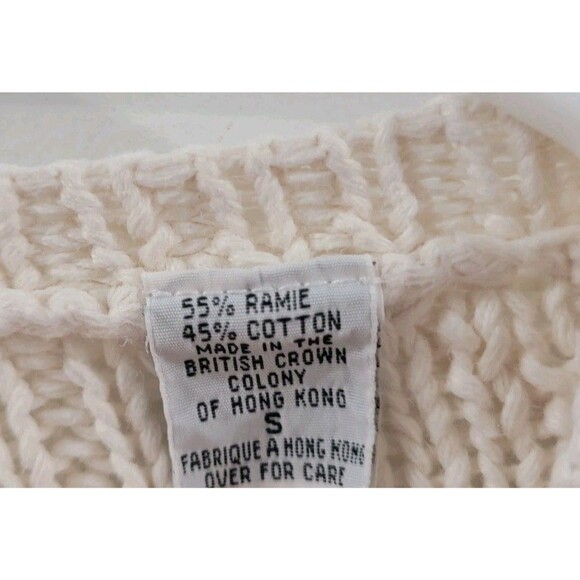 55% RAMIE
45% COTTON
MADE IN THE
BRITISH CROWN
COLONY
OF HONG KONG
S
FABRIQUE A HONG KONG
OVER FOR CARE